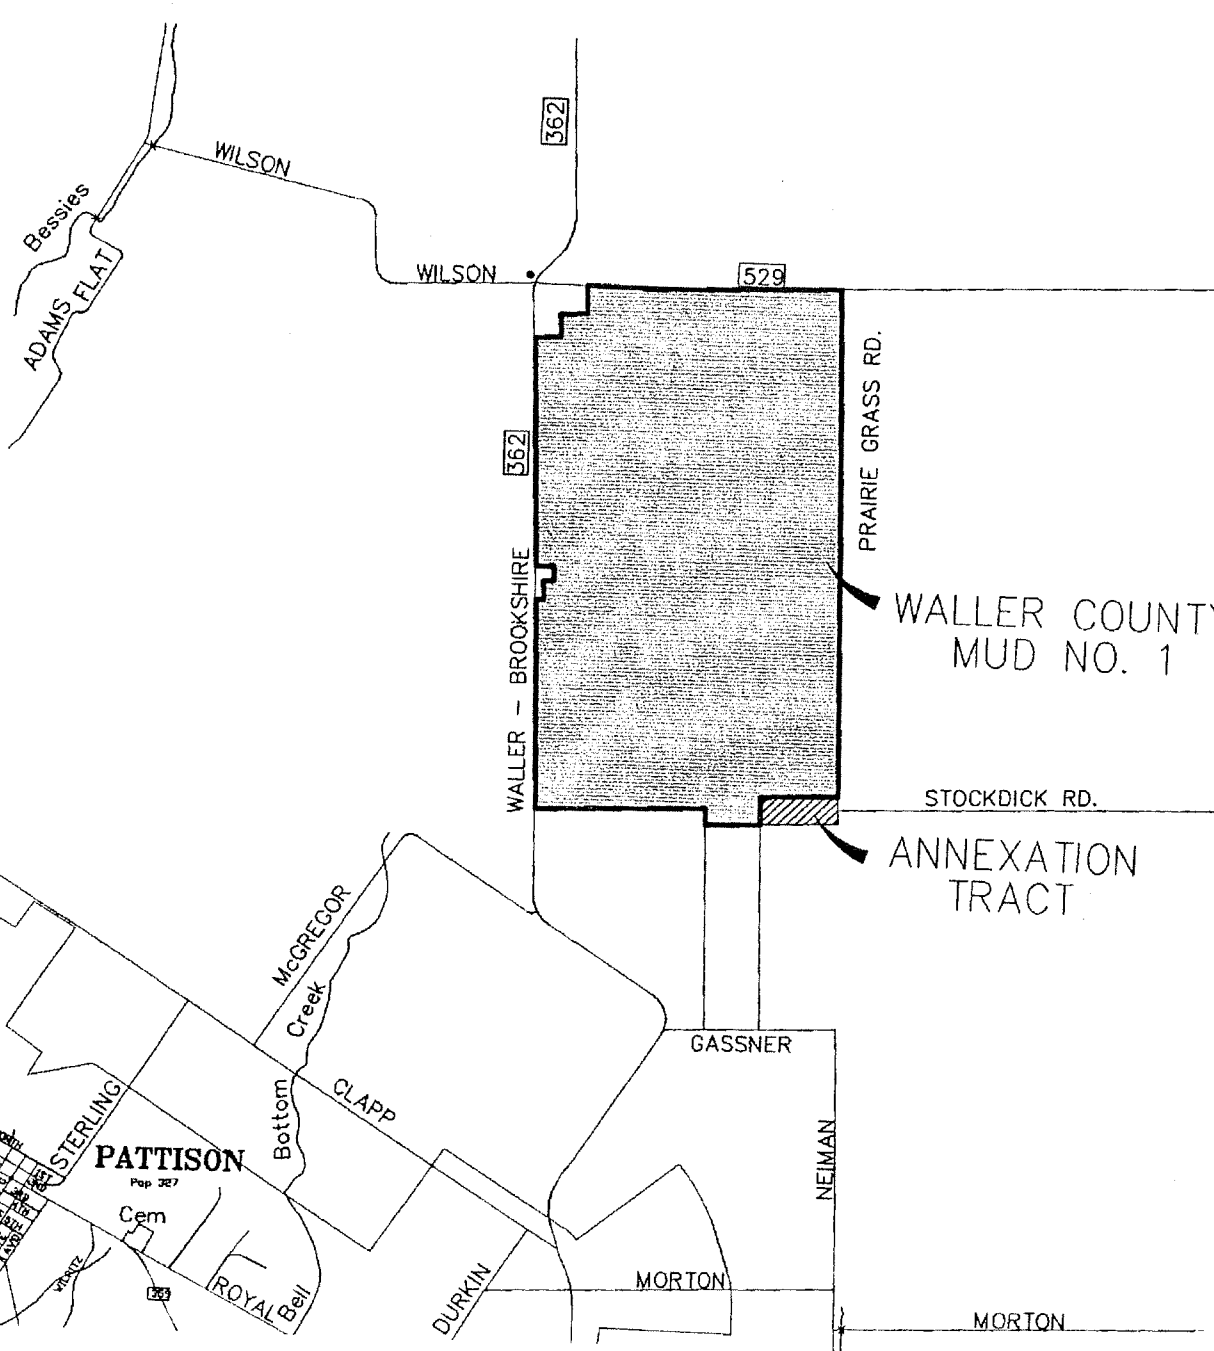 362
WILSON
Bessies
ADAMS FLAT
WILSON
529
PRAIRIE GRASS RD.
362
WALLER - BROOKSHIRE
WALLER COUNTY
MUD NO. 1
STOCKDICK RD.
ANNEXATION
TRACT
McGREGOR
Creek
Bottom
GASSNER
CLAPP
STERLING
PATTISON
Pop 327
Cem
NEIMAN
ROYAL
Bell
DURKIN
MORTON
MORTON
359